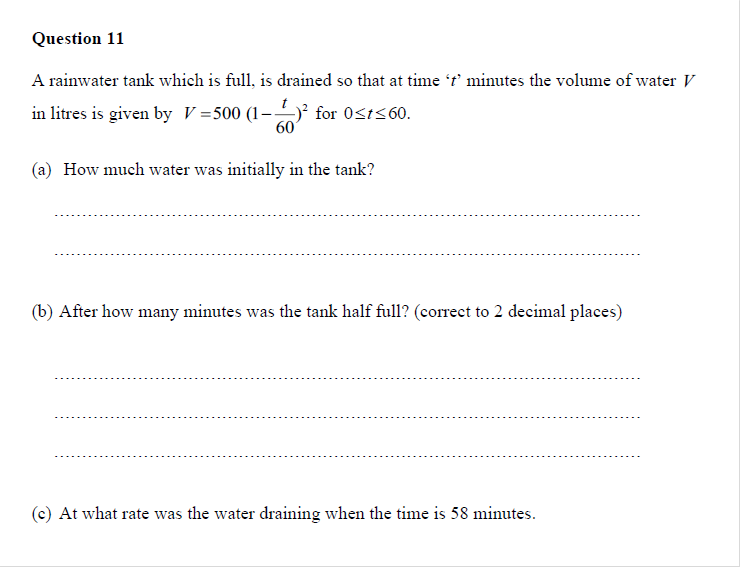 Question 11
A rainwater tank which is full, is drained so that at time ‘t’ minutes the volume of water V
in litres is given by V =500 (1−t/60)² for 0≤t≤60.
(a) How much water was initially in the tank?
(b) After how many minutes was the tank half full? (correct to 2 decimal places)
(c) At what rate was the water draining when the time is 58 minutes.